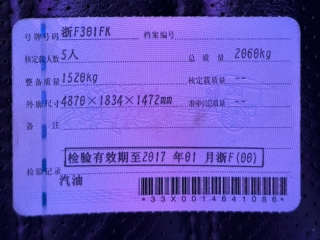 号牌号码 浙F301FK 档案编号
核定载人数 5人 总质量 2060kg
整备质量 1520kg 核定载质量 --
外廓尺寸 4870×1834×1472mm 准牵引总质量 --
备注
检验有效期至2017 年01 月浙F(00)
检验记录
汽油
*33X0014641086*